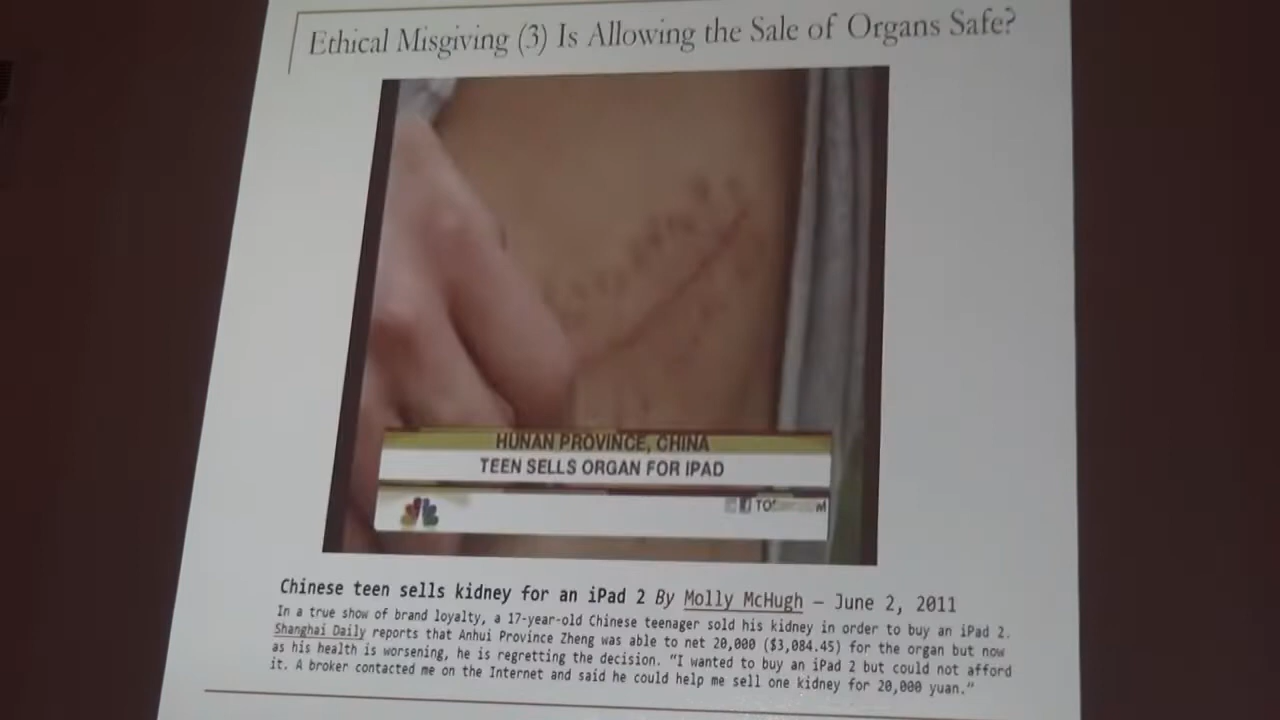 Ethical Misgiving (3) Is Allowing the Sale of Organs Safe?
HUNAN PROVINCE, CHINA
TEEN SELLS ORGAN FOR IPAD
Chinese teen sells kidney for an iPad 2 By Molly McHugh — June 2, 2011
In a true show of brand loyalty, a 17-year-old Chinese teenager sold his kidney in order to buy an iPad 2.
Shanghai Daily reports that Anhui Province Zheng was able to net 20,000 ($3,084.45) for the organ but now
as his health is worsening, he is regretting the decision. "I wanted to buy an iPad 2 but could not afford
it. A broker contacted me on the Internet and said he could help me sell one kidney for 20,000 yuan."